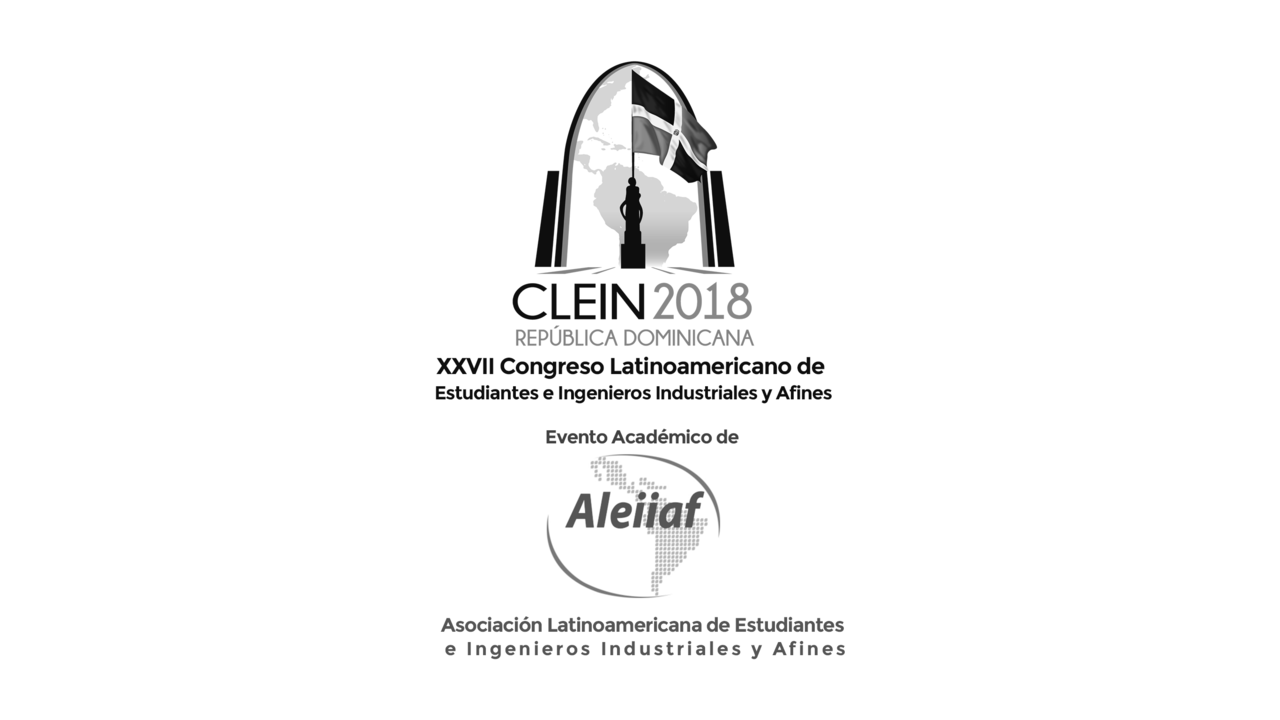 CLEIN 2018
REPÚBLICA DOMINICANA
XXVII Congreso Latinoamericano de
Estudiantes e Ingenieros Industriales y Afines
Evento Académico de
Aleiiaf
Asociación Latinoamericana de Estudiantes
e Ingenieros Industriales y Afines